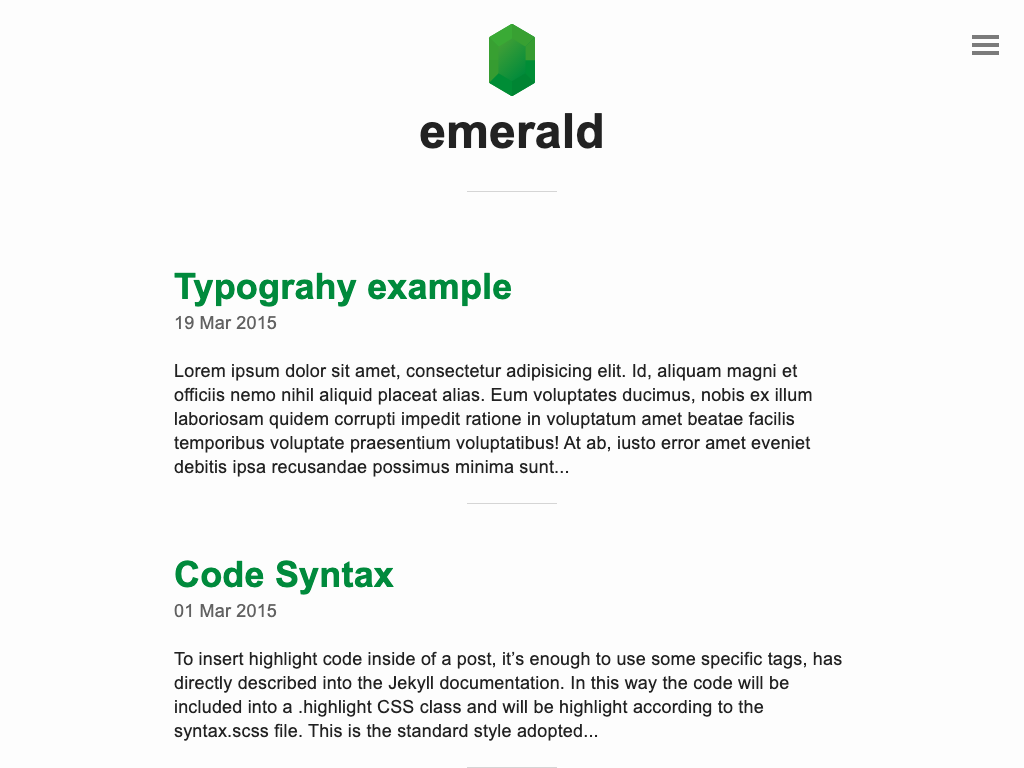 emerald
Typograhy example
19 Mar 2015
Lorem ipsum dolor sit amet, consectetur adipisicing elit. Id, aliquam magni et
officiis nemo nihil aliquid placeat alias. Eum voluptates ducimus, nobis ex illum
laboriosam quidem corrupti impedit ratione in voluptatum amet beatae facilis
temporibus voluptate praesentium voluptatibus! At ab, iusto error amet eveniet
debitis ipsa recusandae possimus minima sunt...
Code Syntax
01 Mar 2015
To insert highlight code inside of a post, it’s enough to use some specific tags, has
directly described into the Jekyll documentation. In this way the code will be
included into a .highlight CSS class and will be highlight according to the
syntax.scss file. This is the standard style adopted...